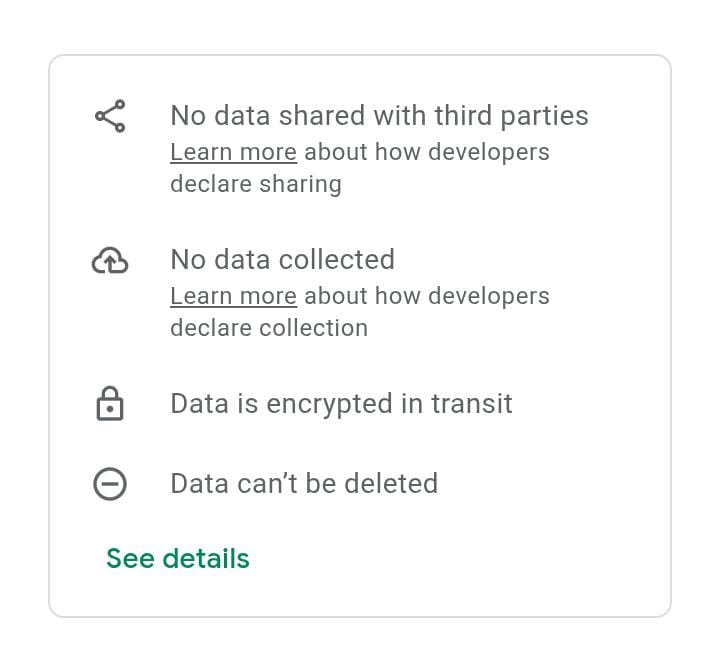 No data shared with third parties
Learn more about how developers
declare sharing
No data collected
Learn more about how developers
declare collection
Data is encrypted in transit
Data can’t be deleted
See details